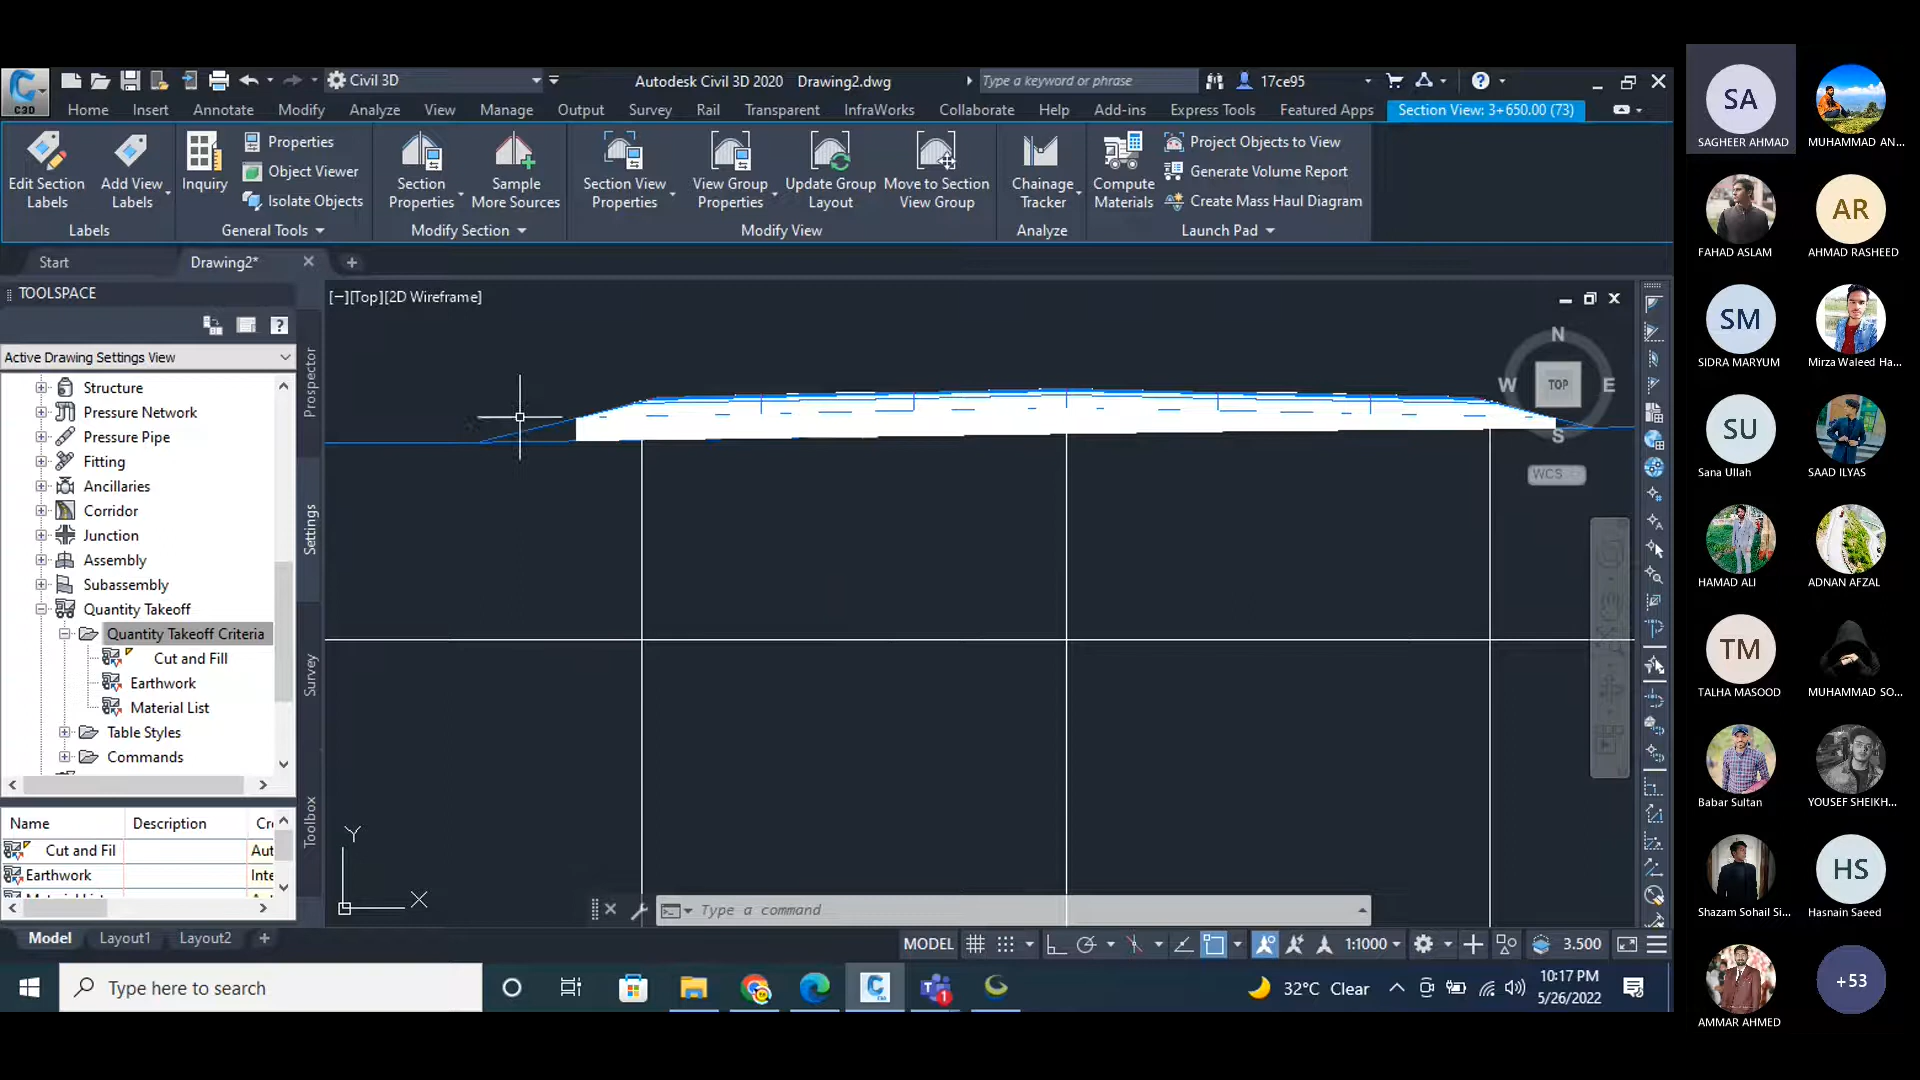 Civil 3D
Autodesk Civil 3D 2020 Drawing2.dwg
Type a keyword or phrase
17ce95
C3D
Home Insert Annotate Modify Analyze View Manage Output Survey Rail Transparent InfraWorks Collaborate Help Add-ins Express Tools Featured Apps Section View: 3+650.00 (73)
Edit Section Labels
Add View Labels
Labels
Inquiry
Properties
Object Viewer
Isolate Objects
General Tools
Section Properties
Sample More Sources
Modify Section
Section View Properties
View Group Properties
Update Group Layout
Move to Section View Group
Modify View
Chainage Tracker
Analyze
Compute Materials
Project Objects to View
Generate Volume Report
Create Mass Haul Diagram
Launch Pad
Start
Drawing2*
TOOLSPACE
Active Drawing Settings View
Structure
Pressure Network
Pressure Pipe
Fitting
Ancillaries
Corridor
Junction
Assembly
Subassembly
Quantity Takeoff
Quantity Takeoff Criteria
Cut and Fill
Earthwork
Material List
Table Styles
Commands
Prospector
Settings
Survey
Toolbox
Name Description Cr
Cut and Fil Aut
Earthwork Inte
[−][Top][2D Wireframe]
N
W TOP E
S
WCS
Y
X
Type a command
Model Layout1 Layout2
MODEL 1:1000 3.500
Type here to search
1
32°C Clear
10:17 PM
5/26/2022
SA
SAGHEER AHMAD
MUHAMMAD AN...
FAHAD ASLAM
AR
AHMAD RASHEED
SM
SIDRA MARYUM
Mirza Waleed Ha...
SU
Sana Ullah
SAAD ILYAS
HAMAD ALI
ADNAN AFZAL
TM
TALHA MASOOD
MUHAMMAD SO...
Babar Sultan
YOUSEF SHEIKH...
Shazam Sohail Si...
HS
Hasnain Saeed
AMMAR AHMED
+53